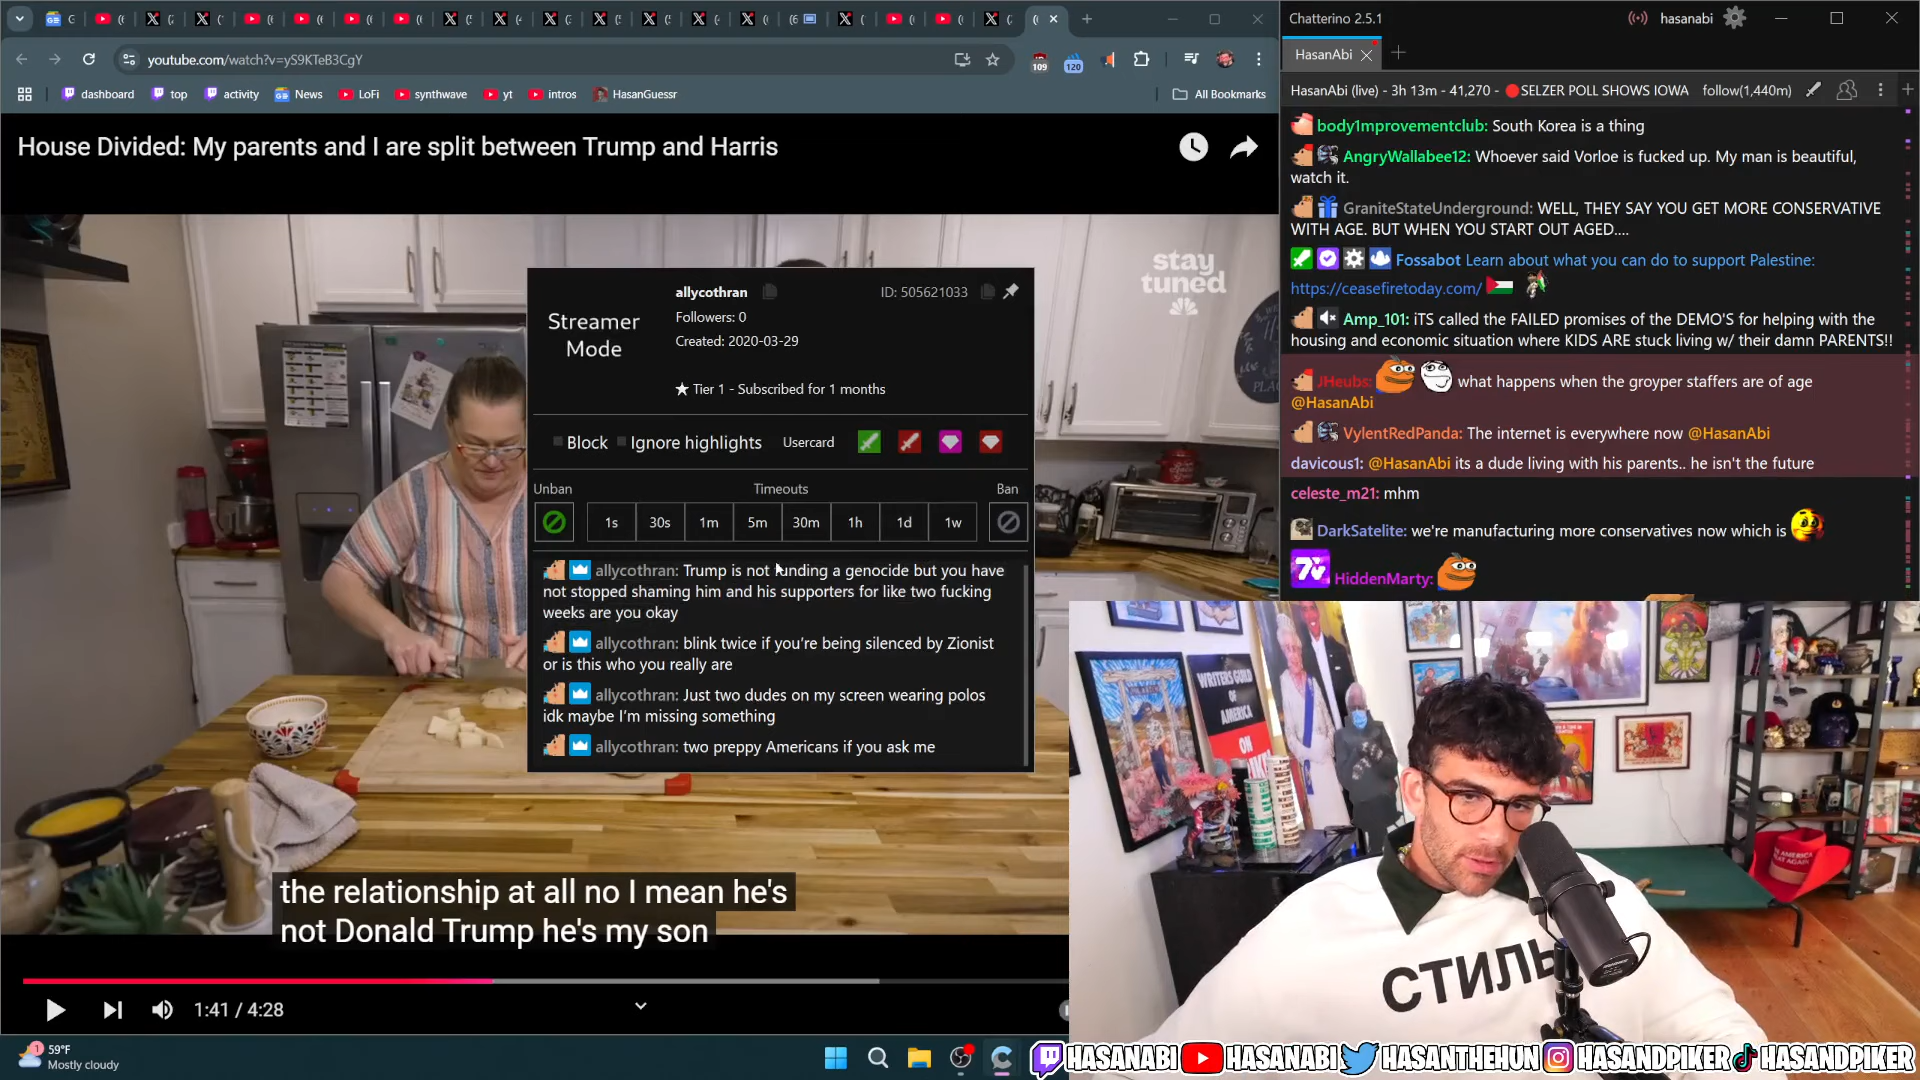 youtube.com/watch?v=yS9KTeB3CgY
109
120
dashboard
top
activity
News
LoFi
synthwave
yt
intros
HasanGuessr
All Bookmarks
House Divided: My parents and I are split between Trump and Harris
stay
tuned
Streamer
Mode
allycothran
ID: 505621033
Followers: 0
Created: 2020-03-29
★ Tier 1 - Subscribed for 1 months
Block
Ignore highlights
Usercard
Unban
Timeouts
Ban
1s
30s
1m
5m
30m
1h
1d
1w
allycothran: Trump is not funding a genocide but you have
not stopped shaming him and his supporters for like two fucking
weeks are you okay
allycothran: blink twice if you're being silenced by Zionist
or is this who you really are
allycothran: Just two dudes on my screen wearing polos
idk maybe I'm missing something
allycothran: two preppy Americans if you ask me
the relationship at all no I mean he's
not Donald Trump he's my son
1:41 / 4:28
1
59°F
Mostly cloudy
Chatterino 2.5.1
hasanabi
HasanAbi
HasanAbi (live) - 3h 13m - 41,270 - 🔴SELZER POLL SHOWS IOWA
follow(1,440m)
body1mprovementclub: South Korea is a thing
AngryWallabee12: Whoever said Vorloe is fucked up. My man is beautiful,
watch it.
GraniteStateUnderground: WELL, THEY SAY YOU GET MORE CONSERVATIVE
WITH AGE. BUT WHEN YOU START OUT AGED....
Fossabot Learn about what you can do to support Palestine:
https://ceasefiretoday.com/
Amp_101: iTS called the FAILED promises of the DEMO'S for helping with the
housing and economic situation where KIDS ARE stuck living w/ their damn PARENTS!!
JHeubs: what happens when the groyper staffers are of age
@HasanAbi
VylentRedPanda: The internet is everywhere now @HasanAbi
davicous1: @HasanAbi its a dude living with his parents.. he isn't the future
celeste_m21: mhm
DarkSatelite: we're manufacturing more conservatives now which is
HiddenMarty:
WRITERS GUILD
OF
AMERICA
ON
СТИЛЬ
HASANABI
HASANABI
HASANTHEHUN
HASANDPIKER
HASANDPIKER